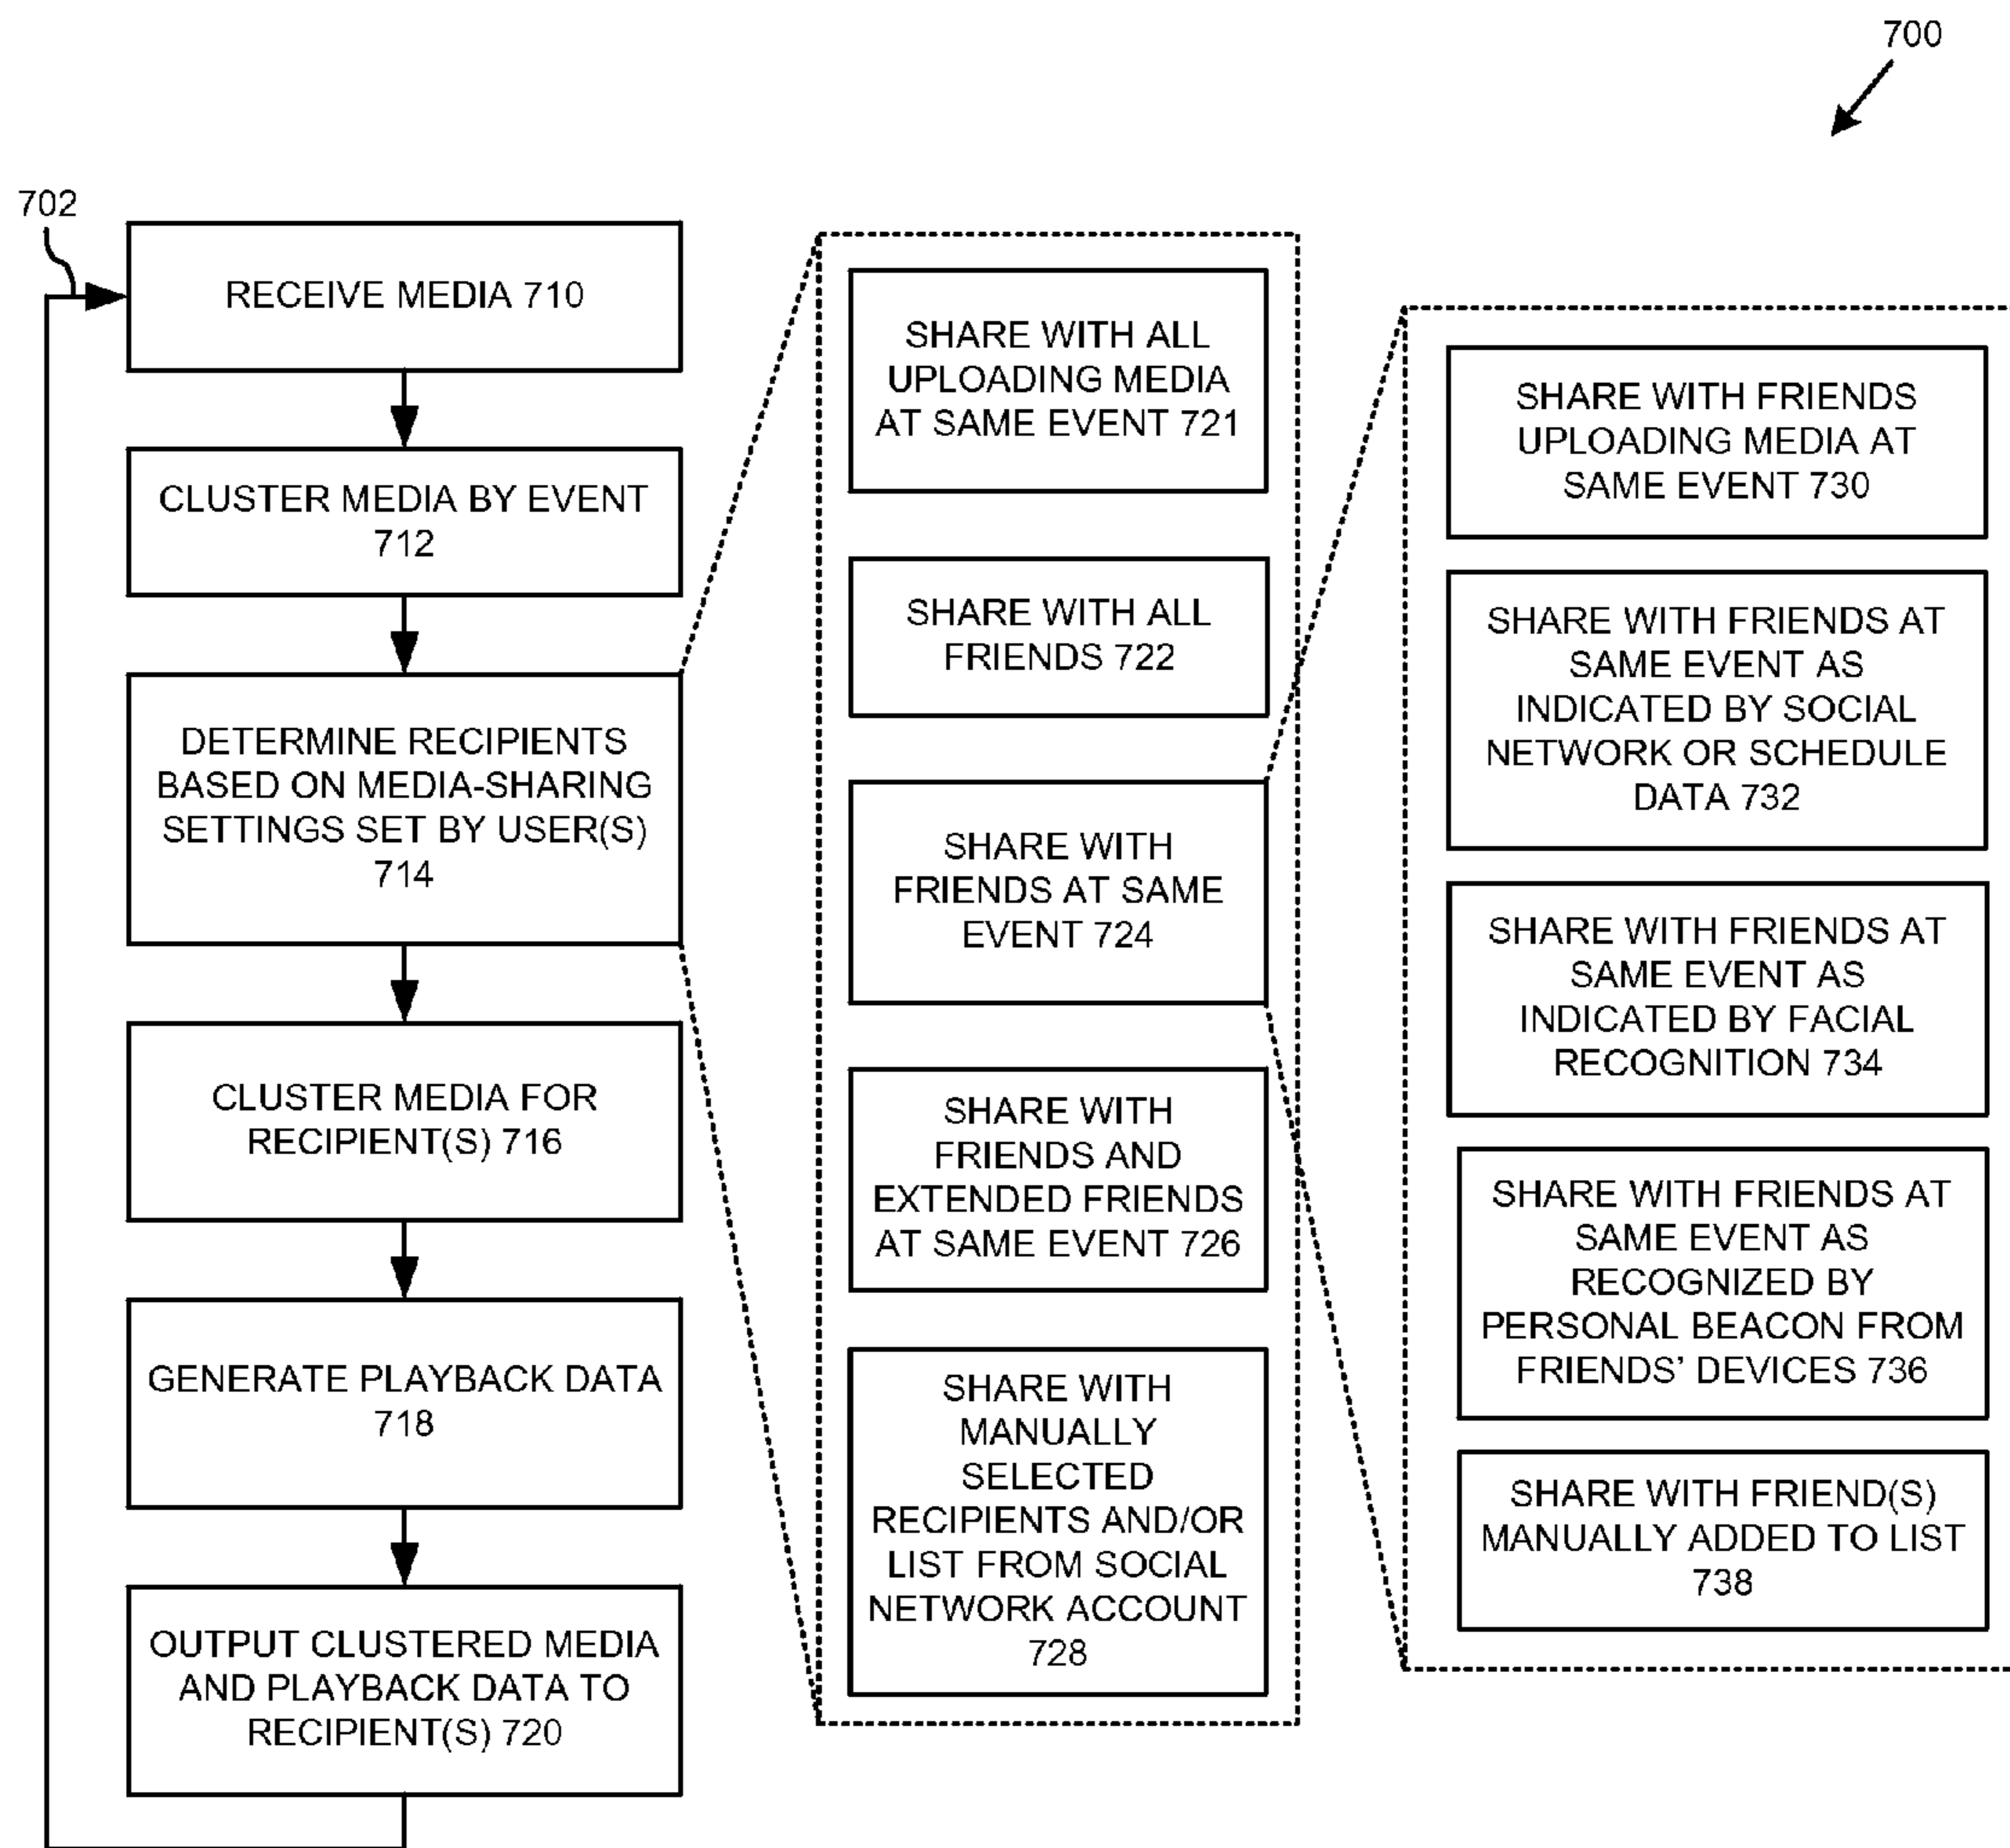 700
702
RECEIVE MEDIA 710
CLUSTER MEDIA BY EVENT
712
DETERMINE RECIPIENTS
BASED ON MEDIA-SHARING
SETTINGS SET BY USER(S)
714
CLUSTER MEDIA FOR
RECIPIENT(S) 716
GENERATE PLAYBACK DATA
718
OUTPUT CLUSTERED MEDIA
AND PLAYBACK DATA TO
RECIPIENT(S) 720
SHARE WITH ALL
UPLOADING MEDIA
AT SAME EVENT 721
SHARE WITH ALL
FRIENDS 722
SHARE WITH
FRIENDS AT SAME
EVENT 724
SHARE WITH
FRIENDS AND
EXTENDED FRIENDS
AT SAME EVENT 726
SHARE WITH
MANUALLY
SELECTED
RECIPIENTS AND/OR
LIST FROM SOCIAL
NETWORK ACCOUNT
728
SHARE WITH FRIENDS
UPLOADING MEDIA AT
SAME EVENT 730
SHARE WITH FRIENDS AT
SAME EVENT AS
INDICATED BY SOCIAL
NETWORK OR SCHEDULE
DATA 732
SHARE WITH FRIENDS AT
SAME EVENT AS
INDICATED BY FACIAL
RECOGNITION 734
SHARE WITH FRIENDS AT
SAME EVENT AS
RECOGNIZED BY
PERSONAL BEACON FROM
FRIENDS' DEVICES 736
SHARE WITH FRIEND(S)
MANUALLY ADDED TO LIST
738